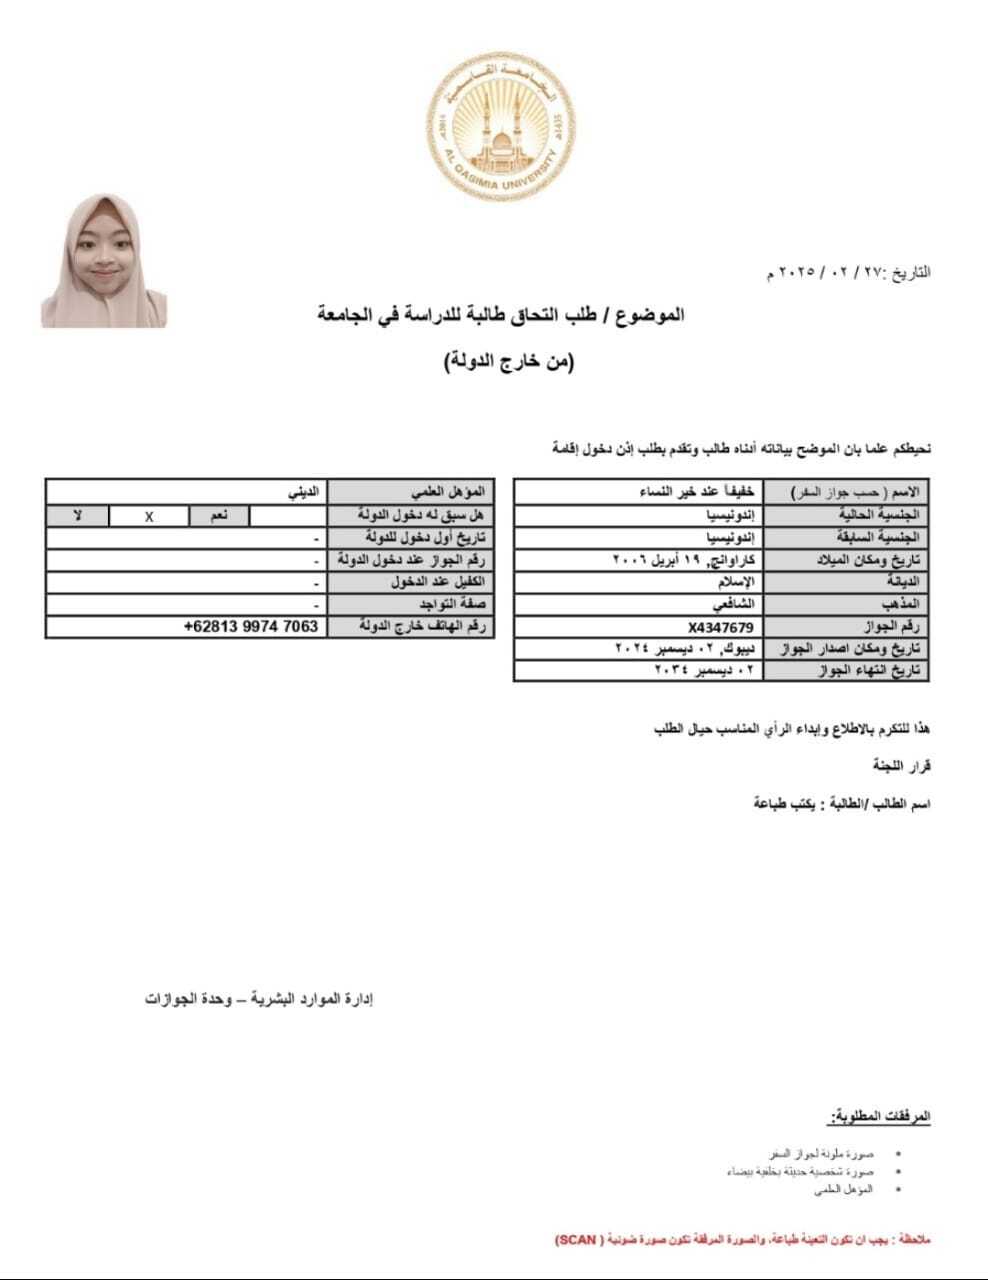 الجامعة القاسمية
1435هـ
2014م
AL QASIMIA UNIVERSITY
التاريخ :٢٧ / ٠٢ / ٢٠٢٥ م
الموضوع / طلب التحاق طالبة للدراسة في الجامعة
(من خارج الدولة)
نحيطكم علما بان الموضح بياناته أدناه طالب وتقدم بطلب إذن دخول إقامة
الاسم ( حسب جواز السفر) خفيفاً عند خير النساء
الجنسية الحالية إندونيسيا
الجنسية السابقة إندونيسيا
تاريخ ومكان الميلاد كاراوانج, ١٩ أبريل ٢٠٠٦
الديانة الإسلام
المذهب الشافعي
رقم الجواز X4347679
تاريخ ومكان اصدار الجواز ديبوك, ٠٢ ديسمبر ٢٠٢٤
تاريخ انتهاء الجواز ٠٢ ديسمبر ٢٠٣٤
المؤهل العلمي الديني
هل سبق له دخول الدولة نعم X لا
تاريخ أول دخول للدولة -
رقم الجواز عند دخول الدولة -
الكفيل عند الدخول -
صفة التواجد -
رقم الهاتف خارج الدولة +62813 9974 7063
هذا للتكرم بالاطلاع وإبداء الرأي المناسب حيال الطلب
قرار اللجنة
اسم الطالب /الطالبة : يكتب طباعة
إدارة الموارد البشرية – وحدة الجوازات
المرفقات المطلوبة:
• صورة ملونة لجواز السفر
• صورة شخصية حديثة بخلفية بيضاء
• المؤهل العلمي
ملاحظة : يجب ان تكون التعبئة طباعة، والصورة المرفقة تكون صورة ضوئية ( SCAN)